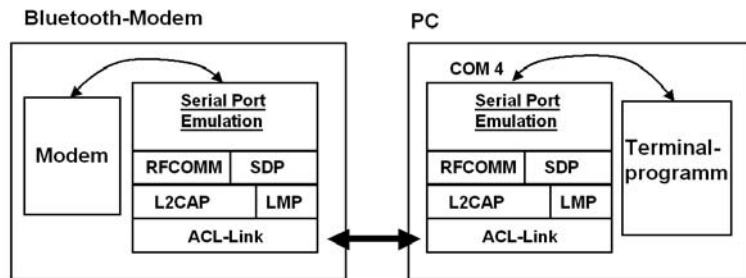 Bluetooth-Modem
Modem
Serial Port
Emulation
RFCOMM
SDP
L2CAP
LMP
ACL-Link
PC
COM 4
Serial Port
Emulation
RFCOMM
SDP
L2CAP
LMP
ACL-Link
Terminal-
programm